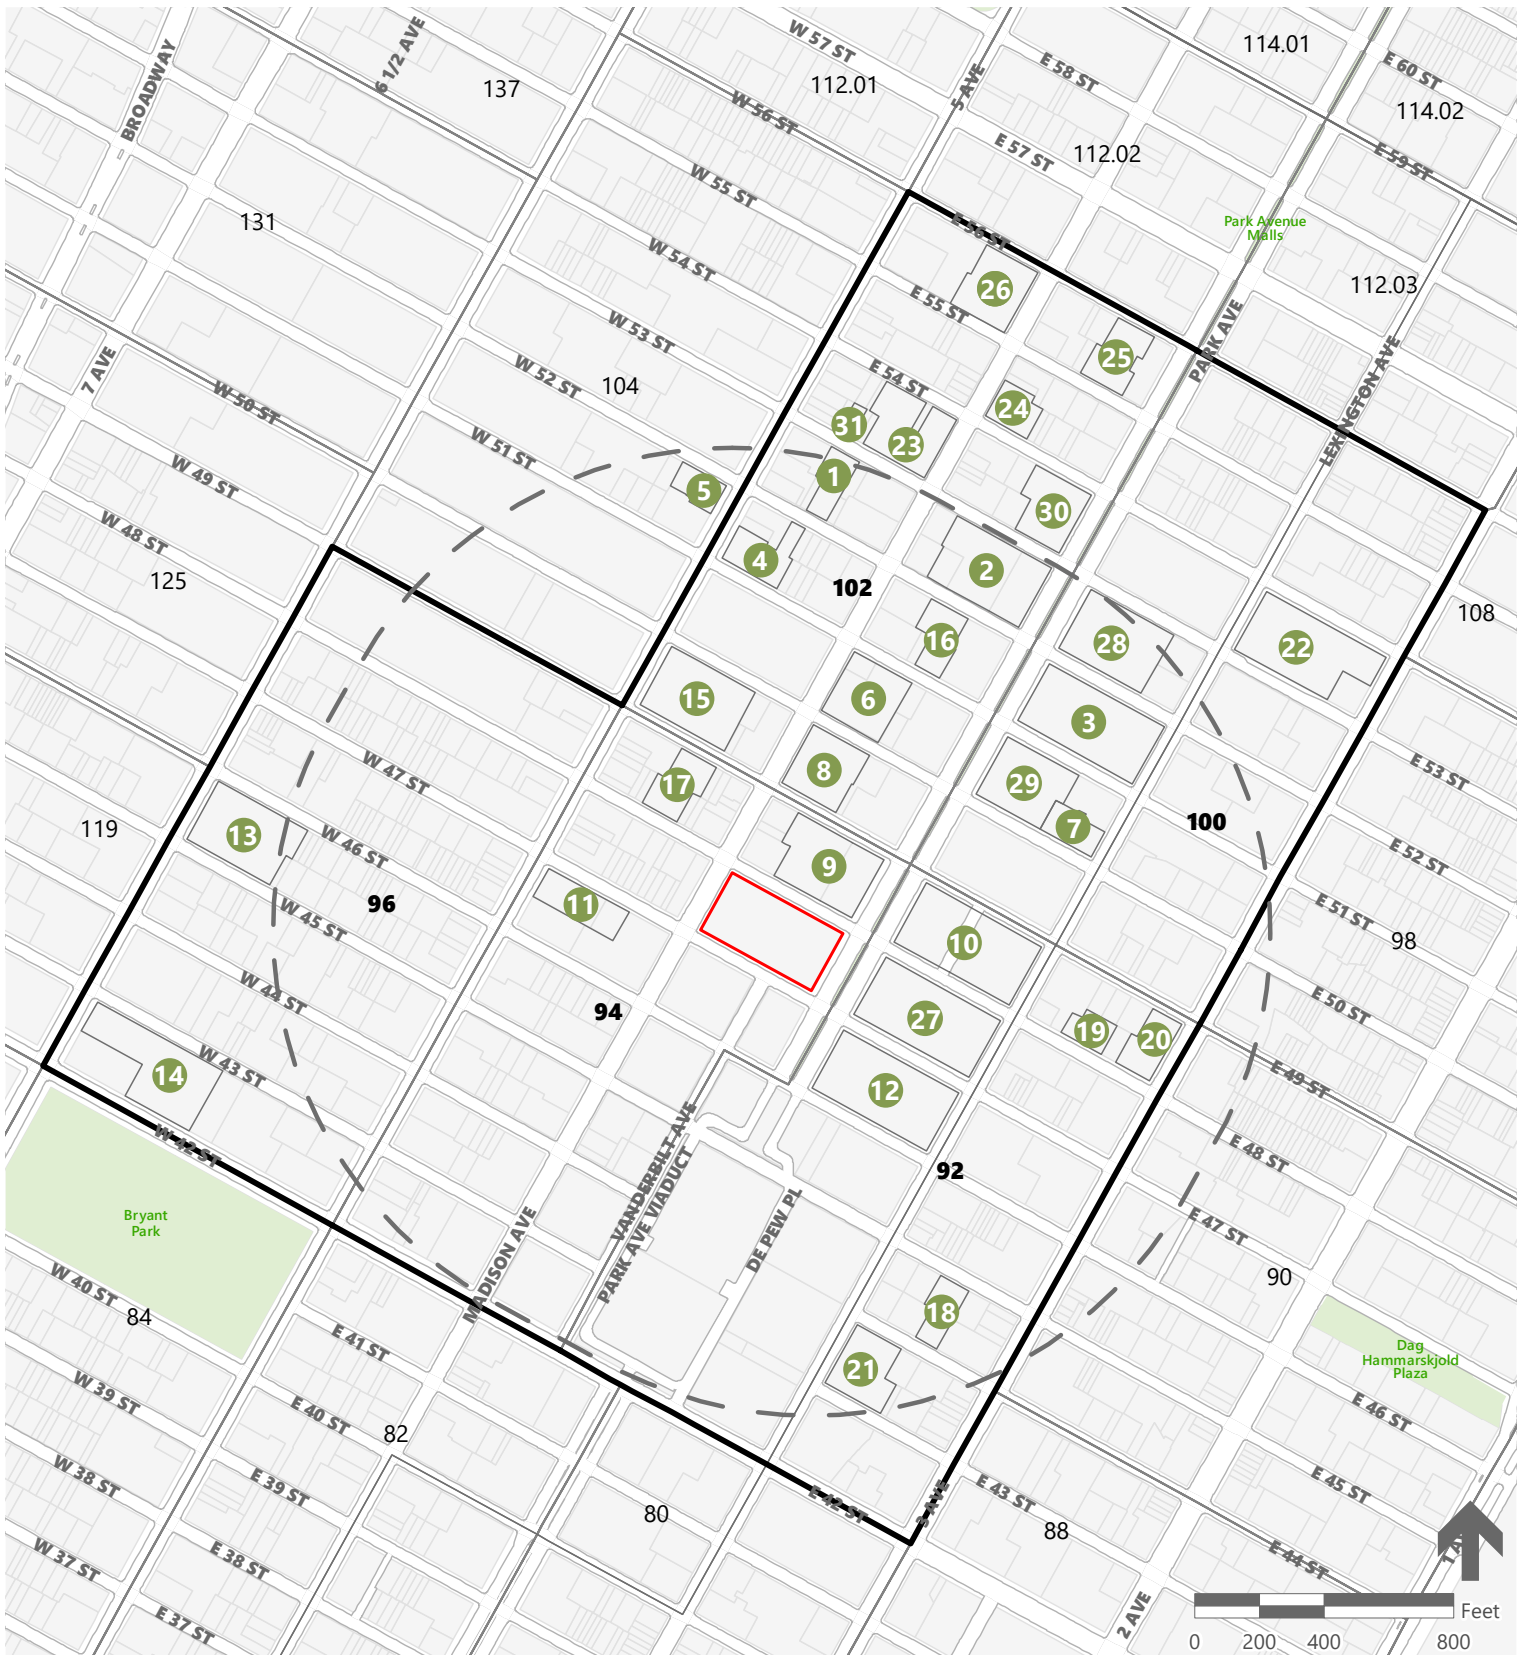 W 57 ST
6 1/2 AVE
BROADWAY
114.01
E 58 ST
E 60 ST
137
112.01
5 AVE
114.02
W 56 ST
E 57 ST
112.02
E 59 ST
W 55 ST
131
E 56 ST
Park Avenue
Malls
W 54 ST
26
112.03
E 55 ST
W 53 ST
PARK AVE
25
7 AVE
W 52 ST
104
E 54 ST
LEXINGTON AVE
W 50 ST
24
31
23
W 51 ST
1
W 49 ST
5
30
W 48 ST
4
2
125
102
108
16
28
22
15
6
3
W 47 ST
17
8
29
E 53 ST
119
13
W 46 ST
7
100
9
E 52 ST
96
11
W 45 ST
E 51 ST
10
98
W 44 ST
94
27
E 50 ST
19
20
W 43 ST
14
12
E 49 ST
W 42 ST
VANDERBILT AVE
92
E 48 ST
PARK AVE VIADUCT
Bryant
Park
DE PEW PL
E 47 ST
MADISON AVE
W 40 ST
90
84
18
E 41 ST
Dag
Hammarskjold
Plaza
21
W 39 ST
E 40 ST
E 46 ST
82
W 38 ST
E 39 ST
E 45 ST
E 42 ST
3 AVE
E 43 ST
80
88
W 37 ST
E 38 ST
E 44 ST
1 AVE
2 AVE
E 37 ST
Feet
0 200 400 800